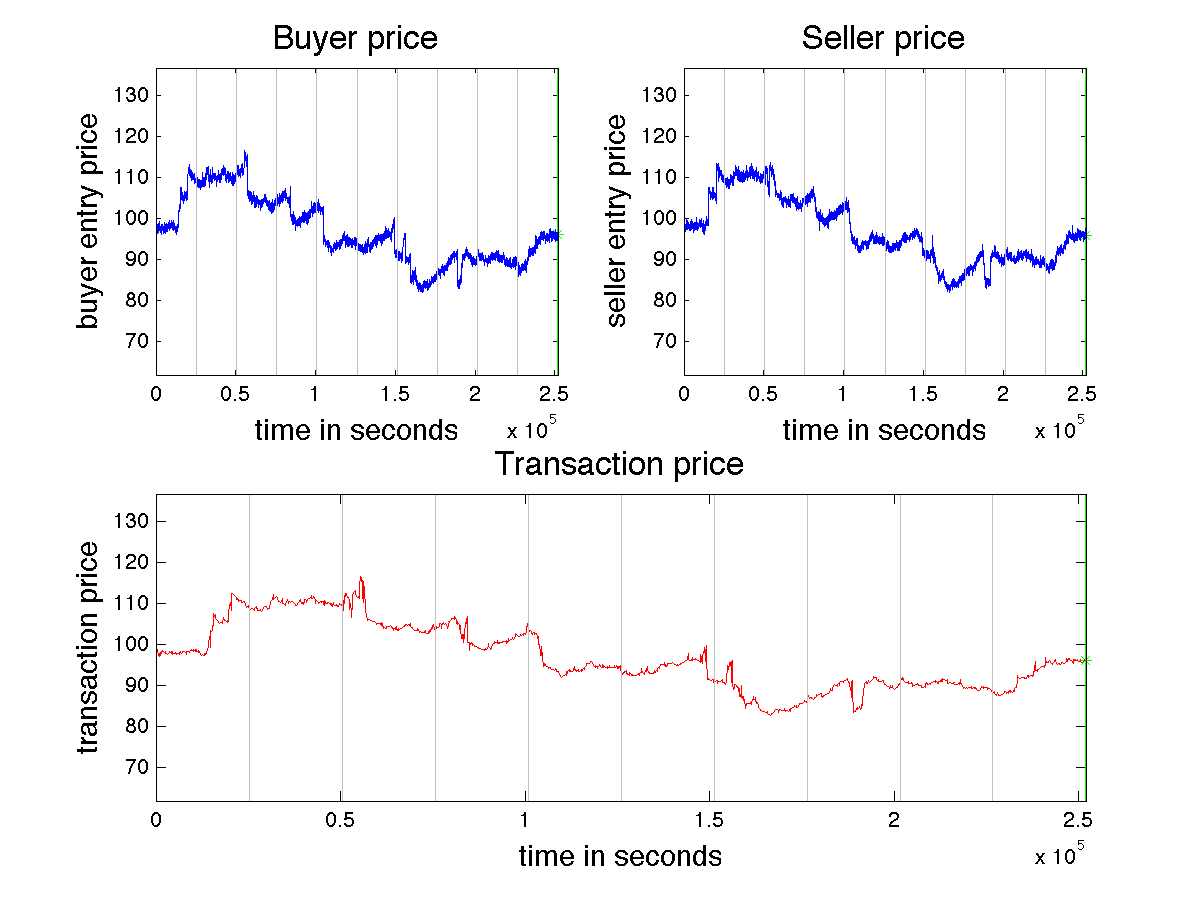 Buyer price
buyer entry price
130
120
110
100
90
80
70
0 0.5 1 1.5 2 2.5
x 10^5
time in seconds
Seller price
seller entry price
130
120
110
100
90
80
70
0 0.5 1 1.5 2 2.5
x 10^5
time in seconds
Transaction price
transaction price
130
120
110
100
90
80
70
0 0.5 1 1.5 2 2.5
x 10^5
time in seconds